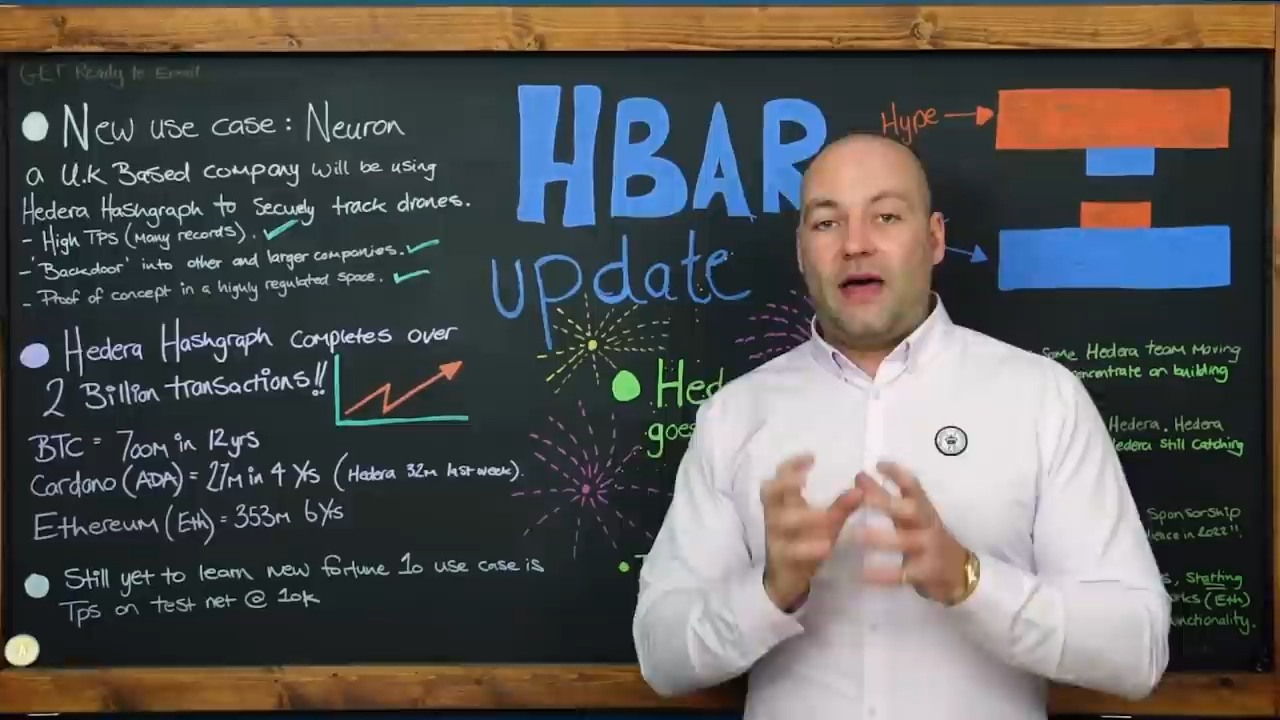 GET Ready to Email
New use case: Neuron
a U.K Based company will be using
Hedera Hashgraph to Securely track drones.
- High TPS (Many records).
- 'Backdoor' into other and larger companies.
- Proof of concept in a highly regulated space.
Hedera Hashgraph completes over
2 Billion transactions!!
BTC = 700m in 12yrs
Cardano (ADA) = 27m in 4 Yrs (Hedera 32m last week).
Ethereum (Eth) = 353m 6Yrs
Still yet to learn new fortune 10 use case is
Tps on test net @ 10k
HBAR
update
Hype
Hed
goes
Some Hedera team moving
concentrate on building
Hedera. Hedera
Hedera still catching
Sponsorship
in 2022!!
Starting
(Eth)